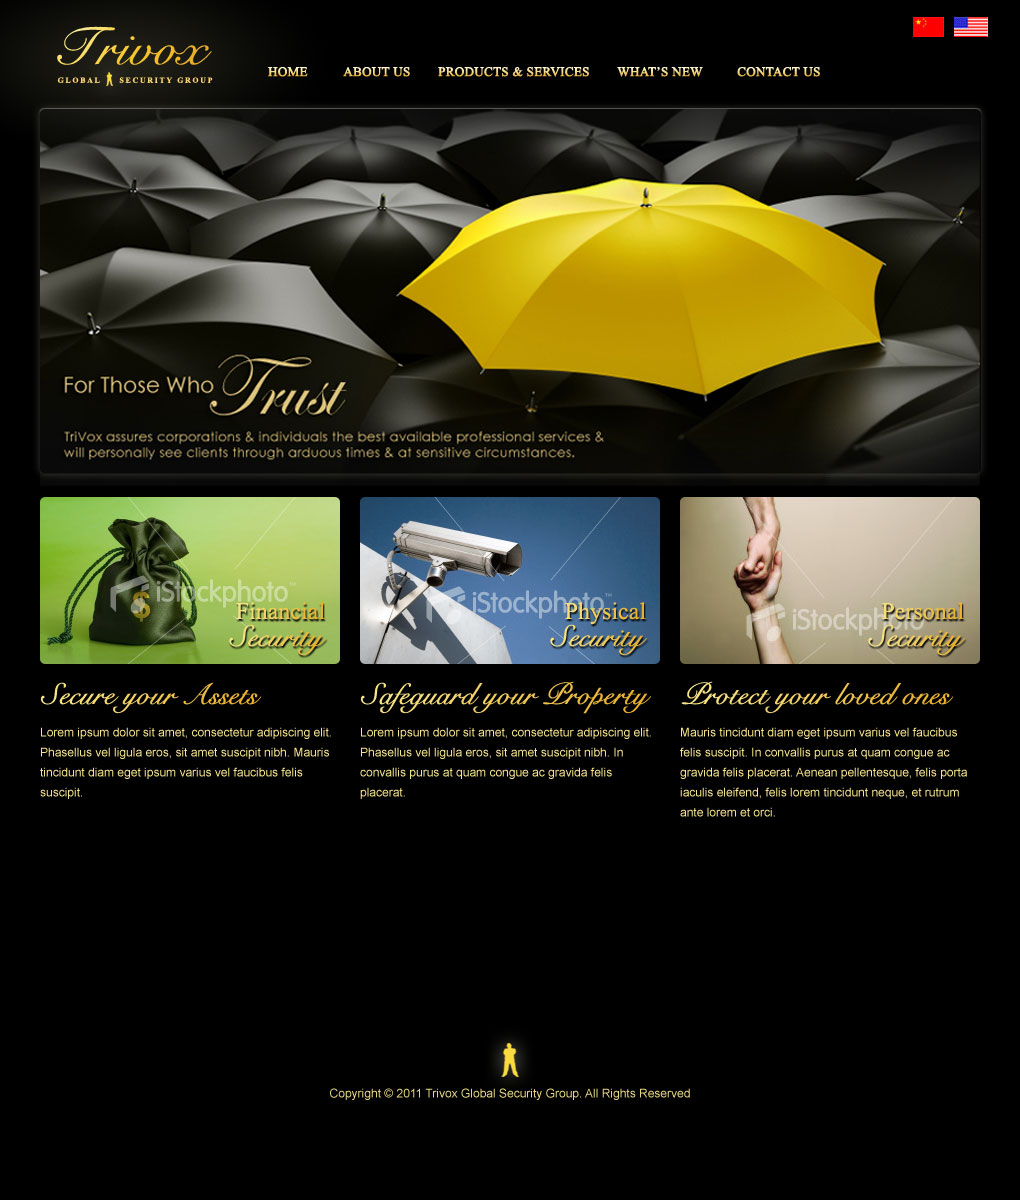 Trivox
GLOBAL SECURITY GROUP
HOME ABOUT US PRODUCTS & SERVICES WHAT'S NEW CONTACT US
For Those Who Trust
TriVox assures corporations & individuals the best available professional services &
will personally see clients through arduous times & at sensitive circumstances.
iStockphoto™
$
Financial
Security
iStockphoto™
Physical
Security
iStockphoto
Personal
Security
Secure your Assets
Lorem ipsum dolor sit amet, consectetur adipiscing elit.
Phasellus vel ligula eros, sit amet suscipit nibh. Mauris
tincidunt diam eget ipsum varius vel faucibus felis
suscipit.
Safeguard your Property
Lorem ipsum dolor sit amet, consectetur adipiscing elit.
Phasellus vel ligula eros, sit amet suscipit nibh. In
convallis purus at quam congue ac gravida felis
placerat.
Protect your loved ones
Mauris tincidunt diam eget ipsum varius vel faucibus
felis suscipit. In convallis purus at quam congue ac
gravida felis placerat. Aenean pellentesque, felis porta
iaculis eleifend, felis lorem tincidunt neque, et rutrum
ante lorem et orci.
Copyright © 2011 Trivox Global Security Group. All Rights Reserved